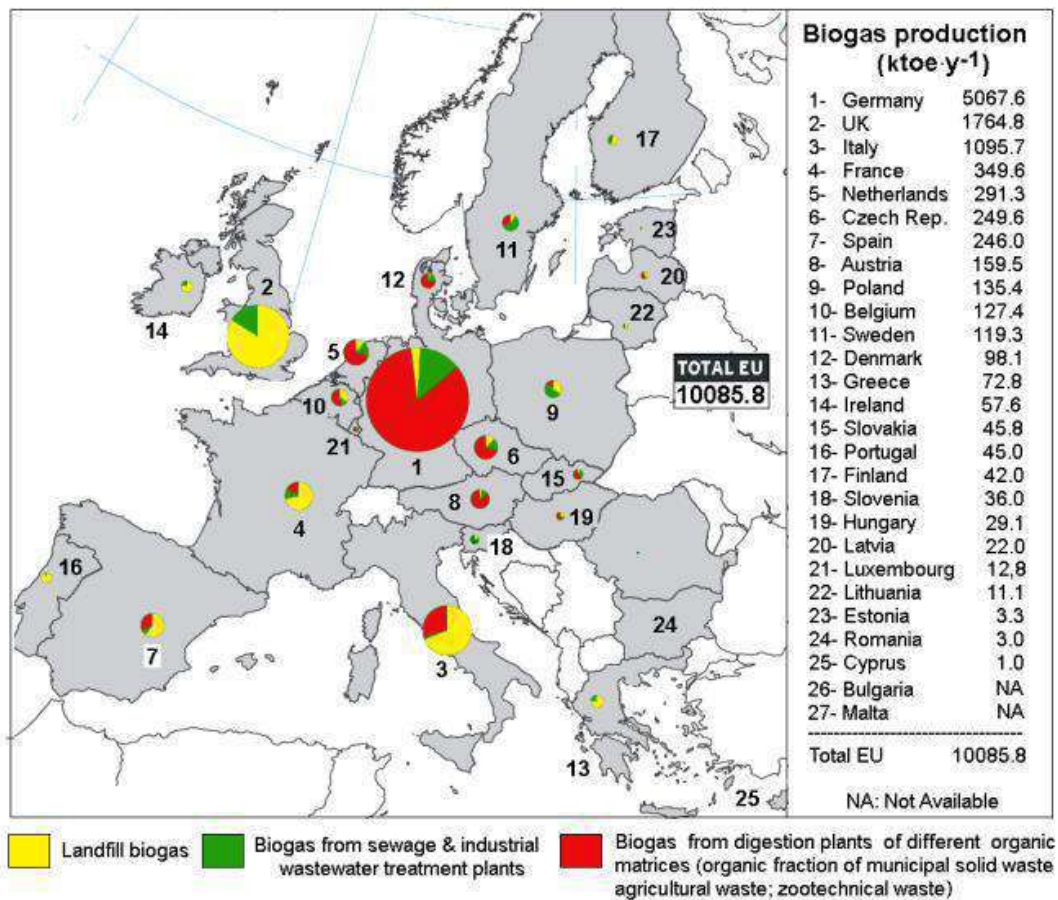 Biogas production
(ktoe·y-1)
1- Germany 5067.6
2- UK 1764.8
3- Italy 1095.7
4- France 349.6
5- Netherlands 291.3
6- Czech Rep. 249.6
7- Spain 246.0
8- Austria 159.5
9- Poland 135.4
10- Belgium 127.4
11- Sweden 119.3
12- Denmark 98.1
13- Greece 72.8
14- Ireland 57.6
15- Slovakia 45.8
16- Portugal 45.0
17- Finland 42.0
18- Slovenia 36.0
19- Hungary 29.1
20- Latvia 22.0
21- Luxembourg 12,8
22- Lithuania 11.1
23- Estonia 3.3
24- Romania 3.0
25- Cyprus 1.0
26- Bulgaria NA
27- Malta NA
Total EU 10085.8
NA: Not Available
17
11
23
20
22
12
2
14
5
TOTAL EU
10085.8
10
9
21
1
6
15
8
4
19
18
16
7
3
24
13
25
Landfill biogas
Biogas from sewage & industrial
wastewater treatment plants
Biogas from digestion plants of different organic
matrices (organic fraction of municipal solid waste
agricultural waste; zootechnical waste)